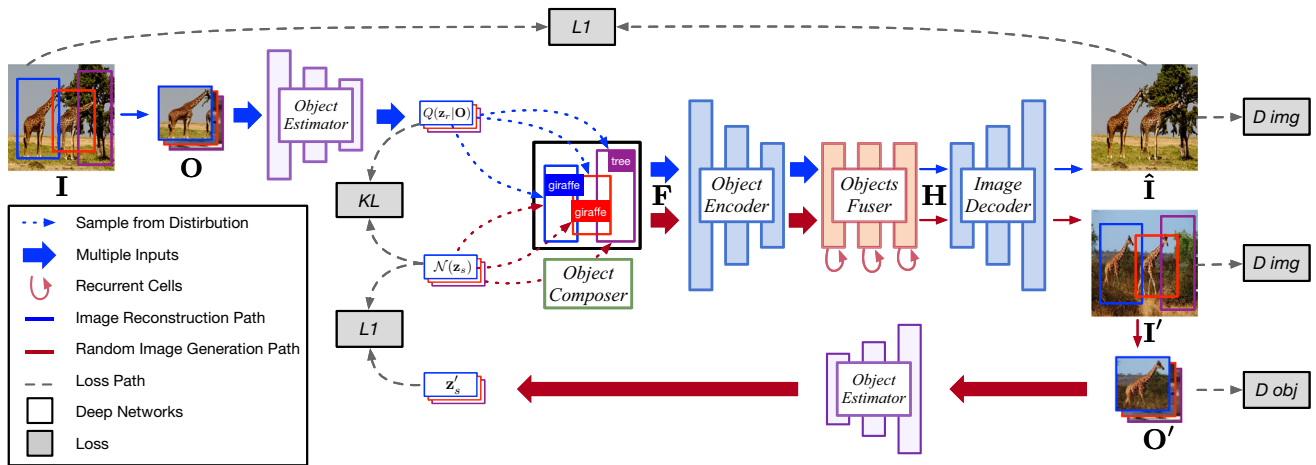 L1
I
O
Object
Estimator
Q(z_r|O)
KL
N(z_s)
L1
z'_s
tree
giraffe
giraffe
Object
Composer
F
Object
Encoder
Objects
Fuser
H
Image
Decoder
Î
D img
I′
D img
O′
D obj
Object
Estimator
Sample from Distirbution
Multiple Inputs
Recurrent Cells
Image Reconstruction Path
Random Image Generation Path
Loss Path
Deep Networks
Loss